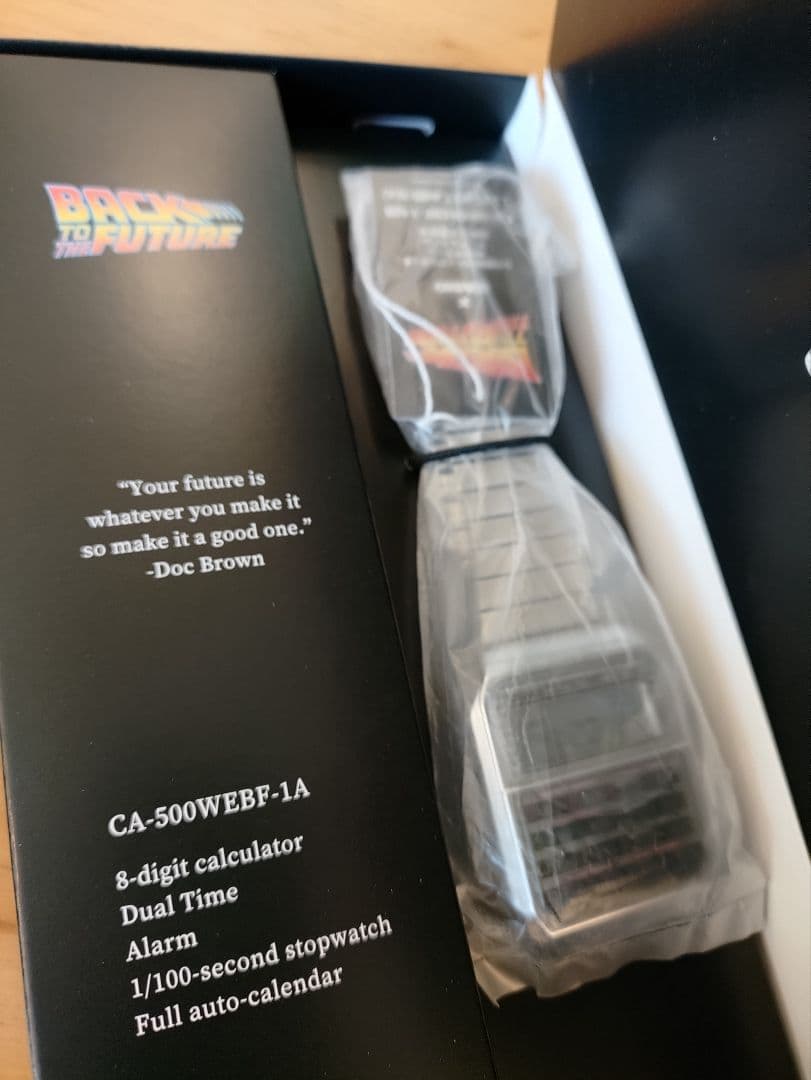 BACK
TO
THE FUTURE
“Your future is
whatever you make it
so make it a good one.”
-Doc Brown
CA-500WEBF-1A
8-digit calculator
Dual Time
Alarm
1/100-second stopwatch
Full auto-calendar